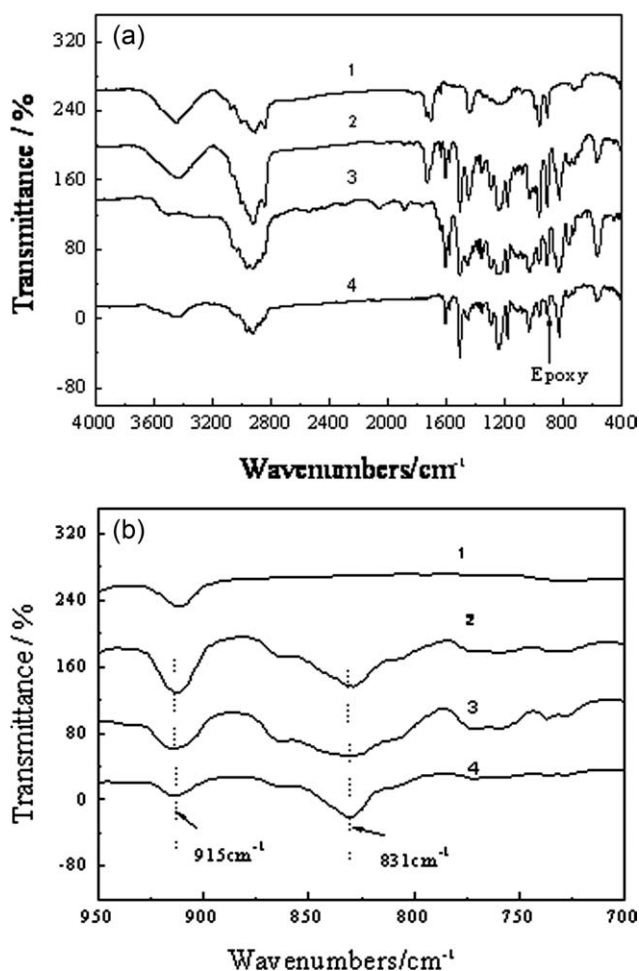 (a)
Transmittance / %
320
240
160
80
0
-80
1
2
3
4
Epoxy
4000 3600 3200 2800 2400 2000 1600 1200 800 400
Wavenumbers/cm⁻¹
(b)
Transmittance / %
320
240
160
80
0
-80
1
2
3
4
915cm⁻¹
831cm⁻¹
950 900 850 800 750 700
Wavenumbers/cm⁻¹